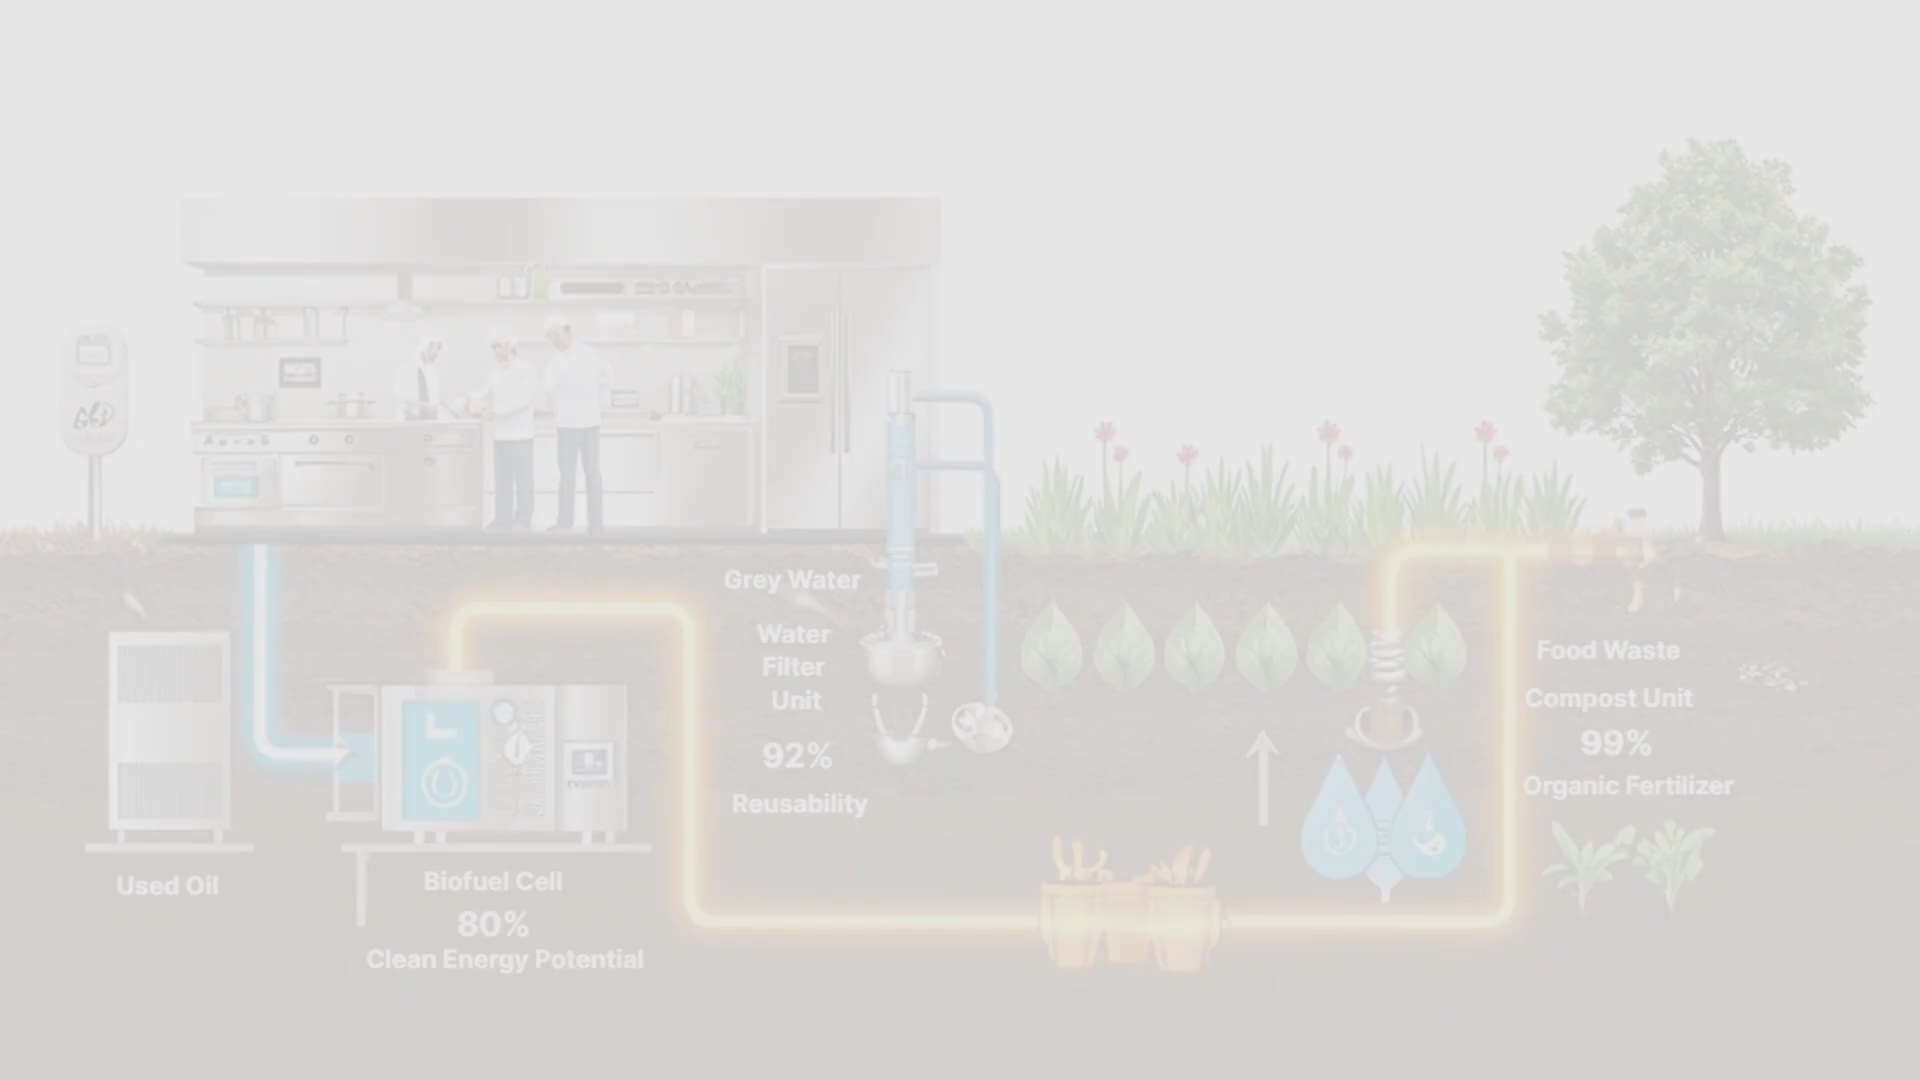 Grey Water
Water
Filter
Unit
92%
Reusability
Used Oil
Biofuel Cell
80%
Clean Energy Potential
Food Waste
Compost Unit
99%
Organic Fertilizer